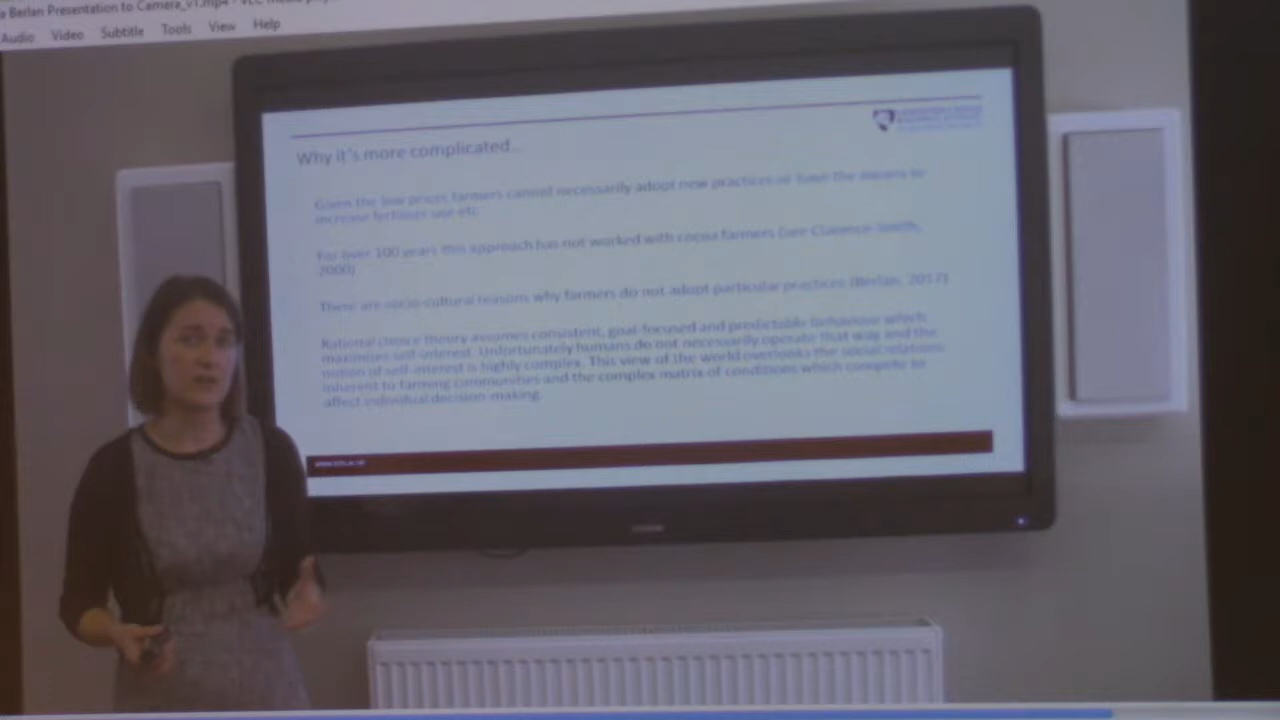 a Berlan Presentation to Camera_v1.mp4 - VLC media
Audio Video Subtitle Tools View Help
Why it's more complicated...
Given the low prices farmers cannot necessarily adopt new practices or have the means to
increase fertiliser use etc
For over 100 years this approach has not worked with cocoa farmers (see Clarence-Smith,
2000)
There are socio-cultural reasons why farmers do not adopt particular practices (Berlan, 2017)
Rational choice theory assumes consistent, goal-focused and predictable behaviour which
maximises self-interest. Unfortunately humans do not necessarily operate that way and the
notion of self-interest is highly complex. This view of the world overlooks the social relations
inherent to farming communities and the complex matrix of conditions which compete to
affect individual decision-making.